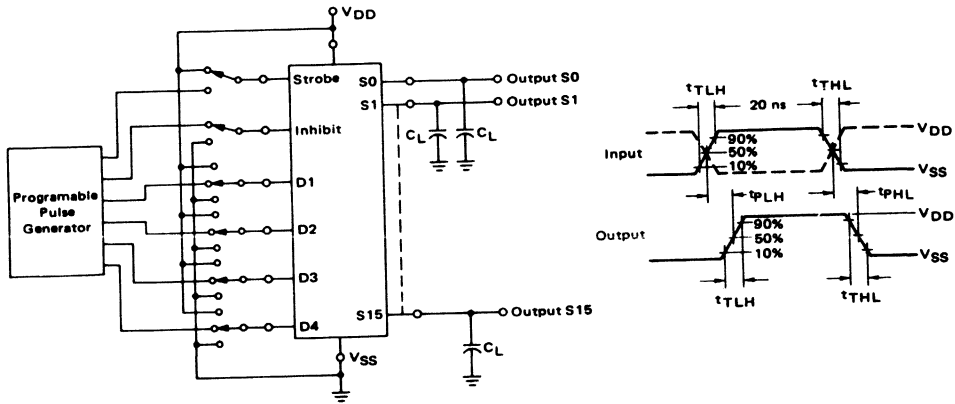 VDD
Strobe
S0
Output S0
S1
Output S1
Inhibit
CL
CL
D1
Programable
Pulse
Generator
D2
D3
D4
S15
Output S15
CL
VSS
tTLH
tTHL
20 ns
Input
90%
50%
10%
VDD
VSS
tPLH
tPHL
Output
90%
50%
10%
VDD
VSS
tTLH
tTHL